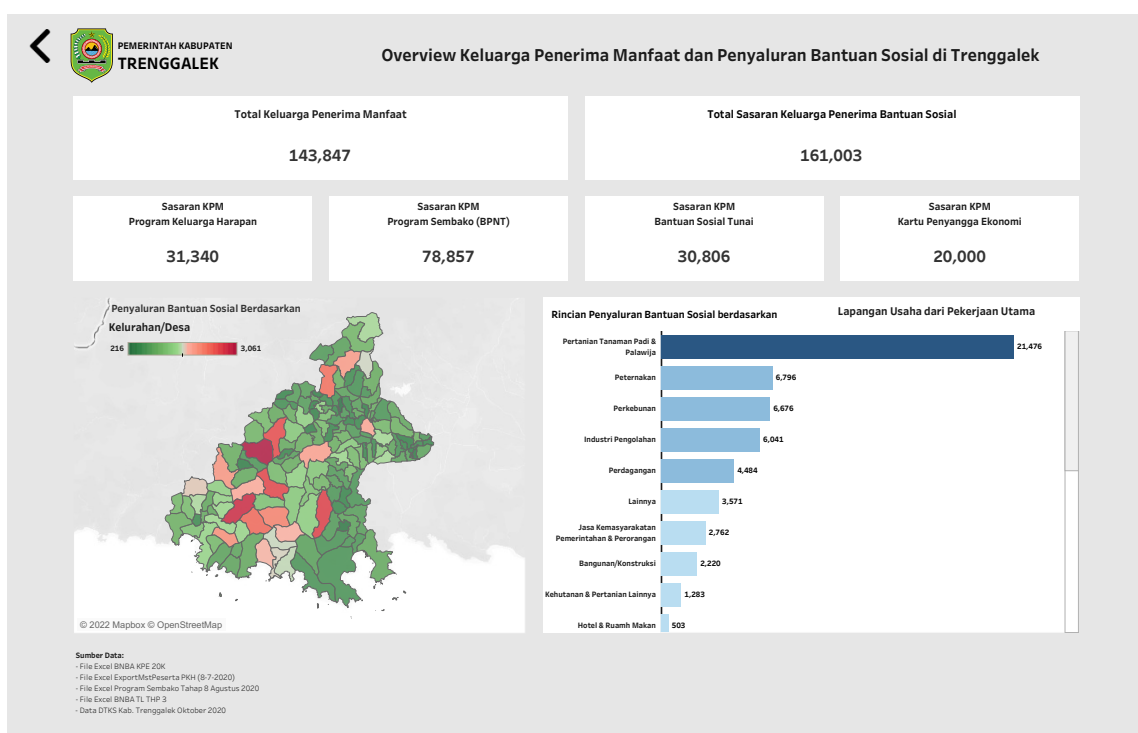 PEMERINTAH KABUPATEN
TRENGGALEK
Overview Keluarga Penerima Manfaat dan Penyaluran Bantuan Sosial di Trenggalek
Total Keluarga Penerima Manfaat
143,847
Total Sasaran Keluarga Penerima Bantuan Sosial
161,003
Sasaran KPM
Program Keluarga Harapan
31,340
Sasaran KPM
Program Sembako (BPNT)
78,857
Sasaran KPM
Bantuan Sosial Tunai
30,806
Sasaran KPM
Kartu Penyangga Ekonomi
20,000
Penyaluran Bantuan Sosial Berdasarkan
Kelurahan/Desa
216
3,061
© 2022 Mapbox © OpenStreetMap
Rincian Penyaluran Bantuan Sosial berdasarkan
Lapangan Usaha dari Pekerjaan Utama
Pertanian Tanaman Padi &
Palawija
21,476
Peternakan
6,796
Perkebunan
6,676
Industri Pengolahan
6,041
Perdagangan
4,484
Lainnya
3,571
Jasa Kemasyarakatan
Pemerintahan & Perorangan
2,762
Bangunan/Konstruksi
2,220
Kehutanan & Pertanian Lainnya
1,283
Hotel & Ruamh Makan
503
Sumber Data:
- File Excel BNBA KPE 20K
- File Excel ExportMstPeserta PKH (8-7-2020)
- File Excel Program Sembako Tahap 8 Agustus 2020
- File Excel BNBA TL THP 3
- Data DTKS Kab. Trenggalek Oktober 2020